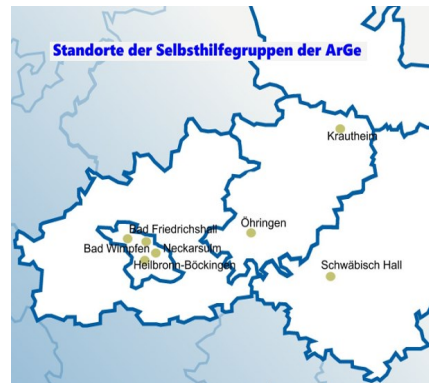 Standorte der Selbsthilfegruppen der ArGe
Krautheim
Öhringen
Bad Friedrichshall
Bad Wimpfen
Neckarsulm
Heilbronn-Böckingen
Schwäbisch Hall